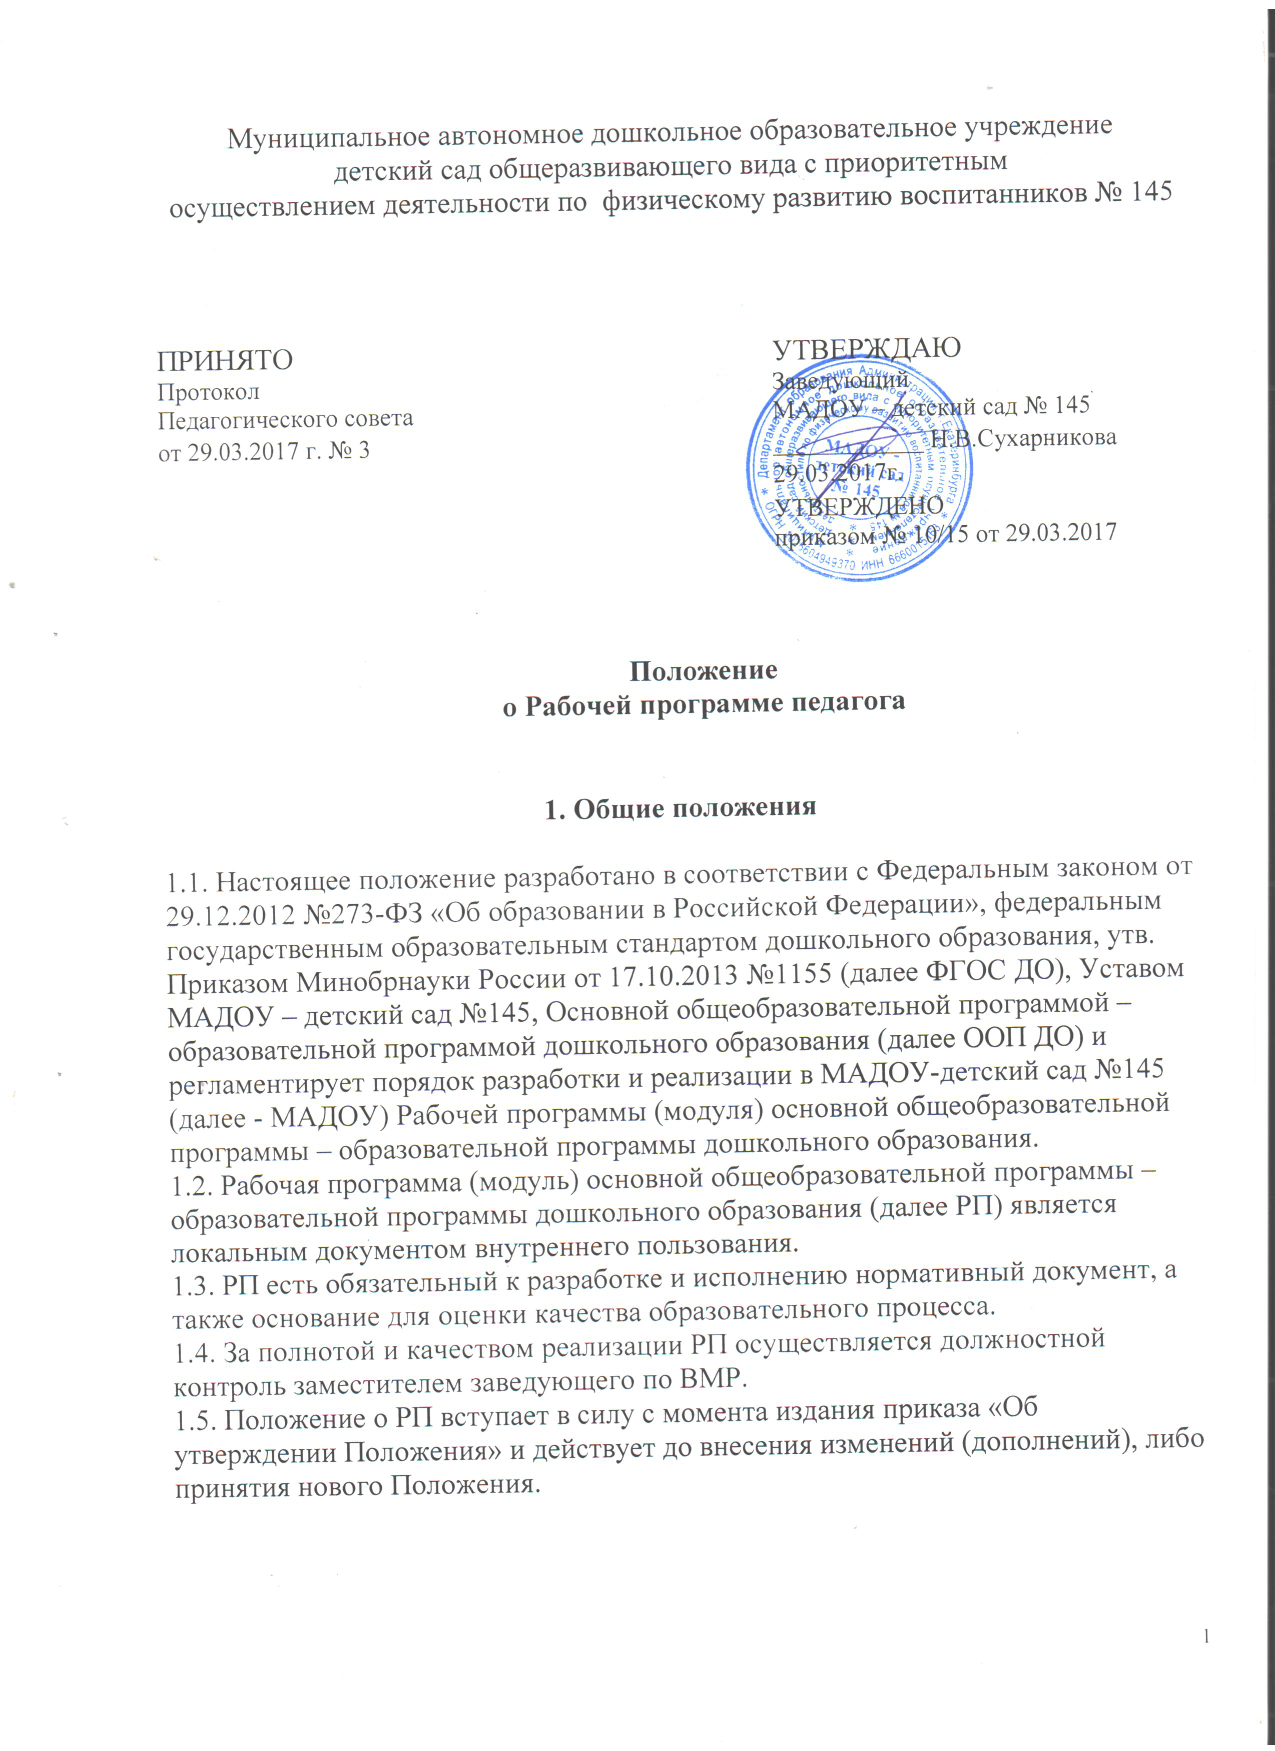 Муниципальное автономное дошкольное образовательное учреждение
детский сад общеразвивающего вида с приоритетным
осуществлением деятельности по физическому развитию воспитанников № 145
ПРИНЯТО
Протокол
Педагогического совета
от 29.03.2017 г. № 3
УТВЕРЖДАЮ
Заведующий
МАДОУ – детский сад № 145
____________Н.В.Сухарникова
29.03.2017г.
УТВЕРЖДЕНО
приказом № 10/15 от 29.03.2017
МАДОУ -
детский сад
№ 145
Положение
о Рабочей программе педагога
1. Общие положения
1.1. Настоящее положение разработано в соответствии с Федеральным законом от
29.12.2012 №273-ФЗ «Об образовании в Российской Федерации», федеральным
государственным образовательным стандартом дошкольного образования, утв.
Приказом Минобрнауки России от 17.10.2013 №1155 (далее ФГОС ДО), Уставом
МАДОУ – детский сад №145, Основной общеобразовательной программой –
образовательной программой дошкольного образования (далее ООП ДО) и
регламентирует порядок разработки и реализации в МАДОУ-детский сад №145
(далее - МАДОУ) Рабочей программы (модуля) основной общеобразовательной
программы – образовательной программы дошкольного образования.
1.2. Рабочая программа (модуль) основной общеобразовательной программы –
образовательной программы дошкольного образования (далее РП) является
локальным документом внутреннего пользования.
1.3. РП есть обязательный к разработке и исполнению нормативный документ, а
также основание для оценки качества образовательного процесса.
1.4. За полнотой и качеством реализации РП осуществляется должностной
контроль заместителем заведующего по ВМР.
1.5. Положение о РП вступает в силу с момента издания приказа «Об
утверждении Положения» и действует до внесения изменений (дополнений), либо
принятия нового Положения.
1